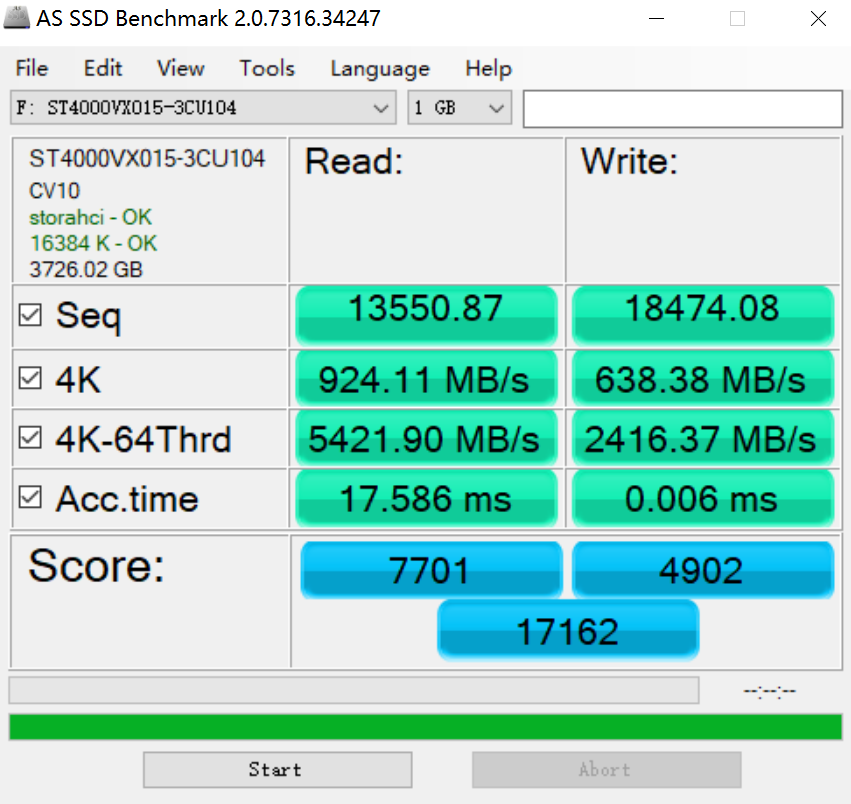 AS SSD Benchmark 2.0.7316.34247
File Edit View Tools Language Help
F: ST4000VX015-3CU104 1 GB
ST4000VX015-3CU104
CV10
storahci - OK
16384 K - OK
3726.02 GB
Read: Write:
Seq 13550.87 18474.08
4K 924.11 MB/s 638.38 MB/s
4K-64Thrd 5421.90 MB/s 2416.37 MB/s
Acc.time 17.586 ms 0.006 ms
Score: 7701 4902
17162
--:--:--
Start Abort